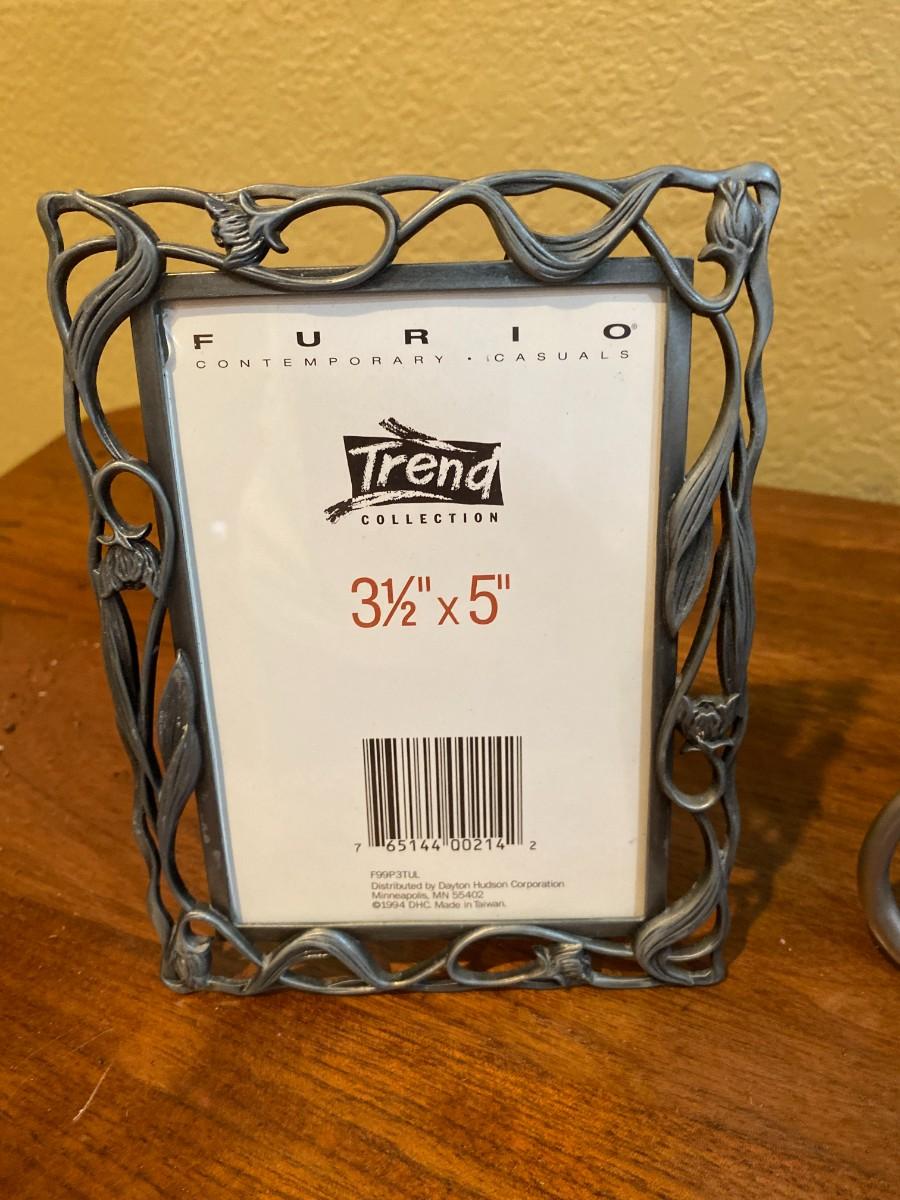 FURIO®
CONTEMPORARY • CASUALS
Trend
COLLECTION
3½" x 5"
7 65144 00214 2
F99P3TUL
Distributed by Dayton Hudson Corporation
Minneapolis, MN 55402
©1994 DHC. Made in Taiwan.